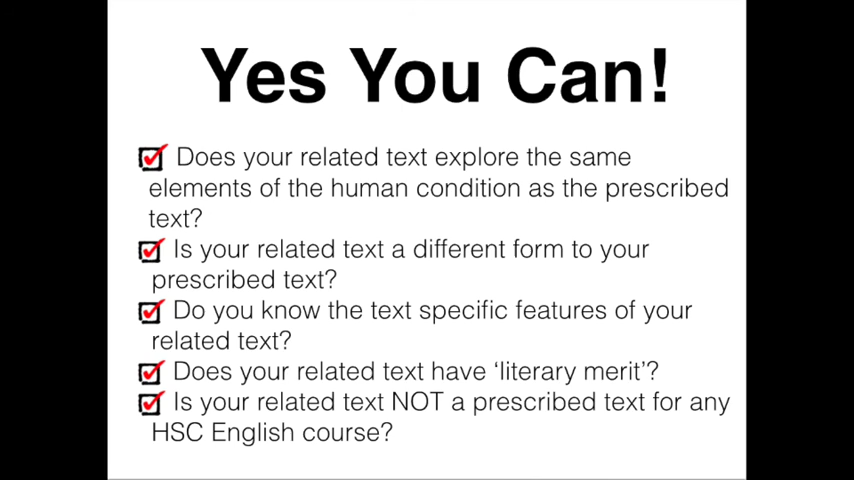 Yes You Can!
Does your related text explore the same
elements of the human condition as the prescribed
text?
Is your related text a different form to your
prescribed text?
Do you know the text specific features of your
related text?
Does your related text have ‘literary merit’?
Is your related text NOT a prescribed text for any
HSC English course?